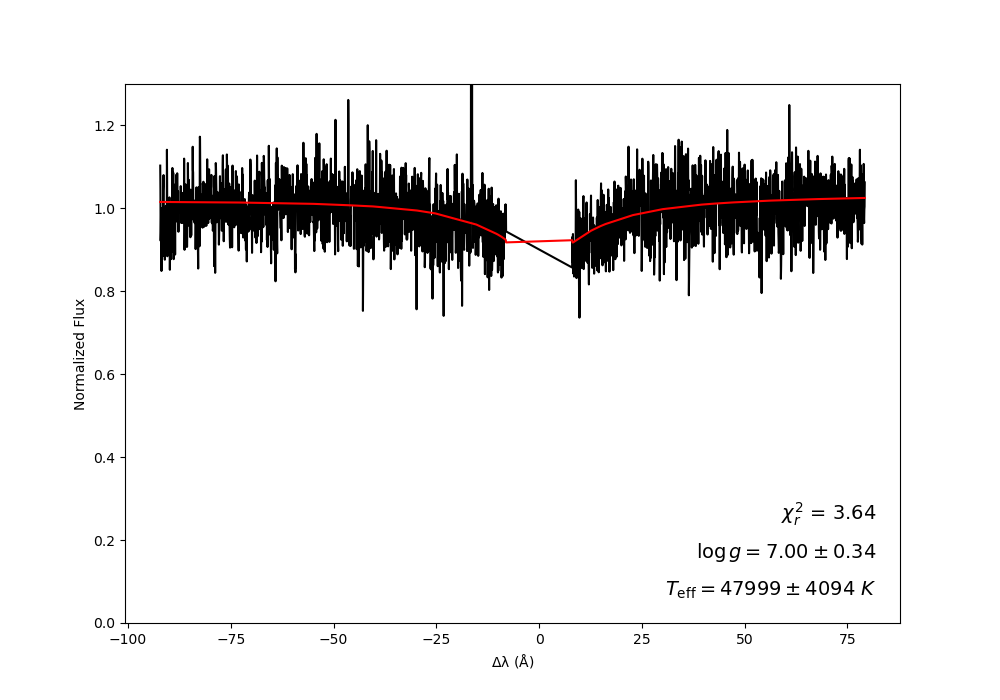 1.2
1.0
0.8
0.6
0.4
0.2
0.0
Normalized Flux
χ²ᵣ = 3.64
log g = 7.00 ± 0.34
T_eff = 47999 ± 4094 K
−100 −75 −50 −25 0 25 50 75
Δλ (Å)